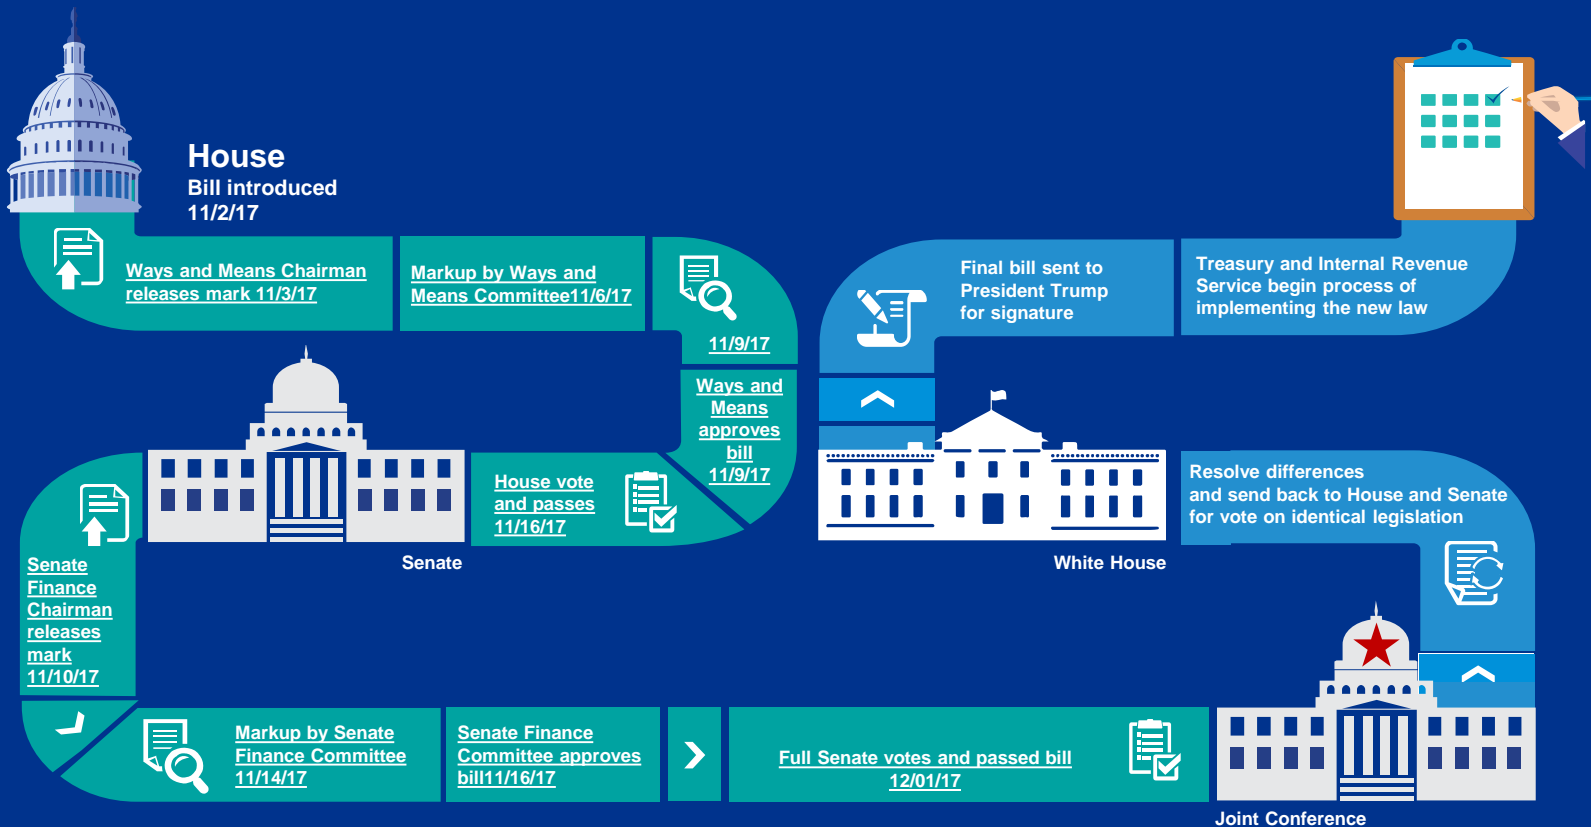 House
Bill introduced
11/2/17
Ways and Means Chairman
releases mark 11/3/17
Markup by Ways and
Means Committee11/6/17
11/9/17
Ways and
Means
approves
bill
11/9/17
House vote
and passes
11/16/17
Senate
Senate
Finance
Chairman
releases
mark
11/10/17
Markup by Senate
Finance Committee
11/14/17
Senate Finance
Committee approves
bill11/16/17
Full Senate votes and passed bill
12/01/17
Joint Conference
Resolve differences
and send back to House and Senate
for vote on identical legislation
White House
Final bill sent to
President Trump
for signature
Treasury and Internal Revenue
Service begin process of
implementing the new law